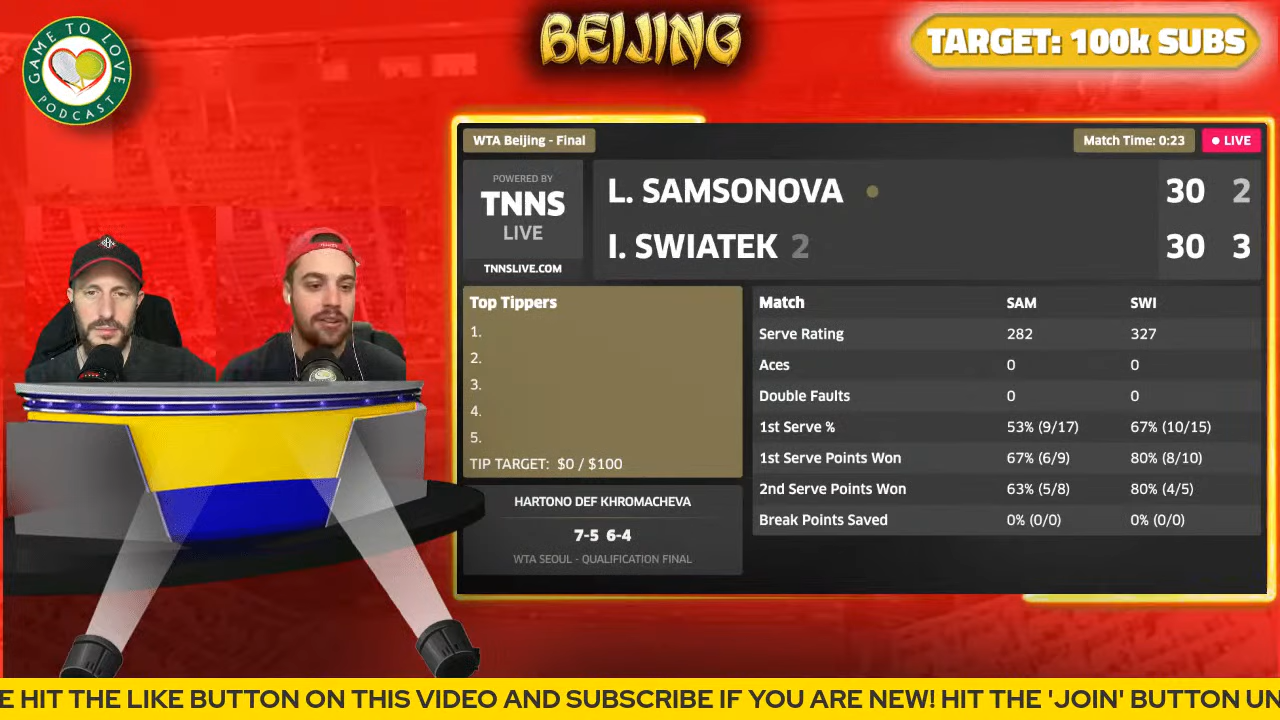 GAME TO LOVE
PODCAST
BEIJING
TARGET: 100k SUBS
WTA Beijing - Final
Match Time: 0:23
LIVE
POWERED BY
TNNS
LIVE
TNNSLIVE.COM
L. SAMSONOVA 30 2
I. SWIATEK 2 30 3
Top Tippers
1.
2.
3.
4.
5.
TIP TARGET: $0 / $100
HARTONO DEF KHROMACHEVA
7-5 6-4
WTA SEOUL - QUALIFICATION FINAL
Match SAM SWI
Serve Rating 282 327
Aces 0 0
Double Faults 0 0
1st Serve % 53% (9/17) 67% (10/15)
1st Serve Points Won 67% (6/9) 80% (8/10)
2nd Serve Points Won 63% (5/8) 80% (4/5)
Break Points Saved 0% (0/0) 0% (0/0)
E HIT THE LIKE BUTTON ON THIS VIDEO AND SUBSCRIBE IF YOU ARE NEW! HIT THE 'JOIN' BUTTON UN